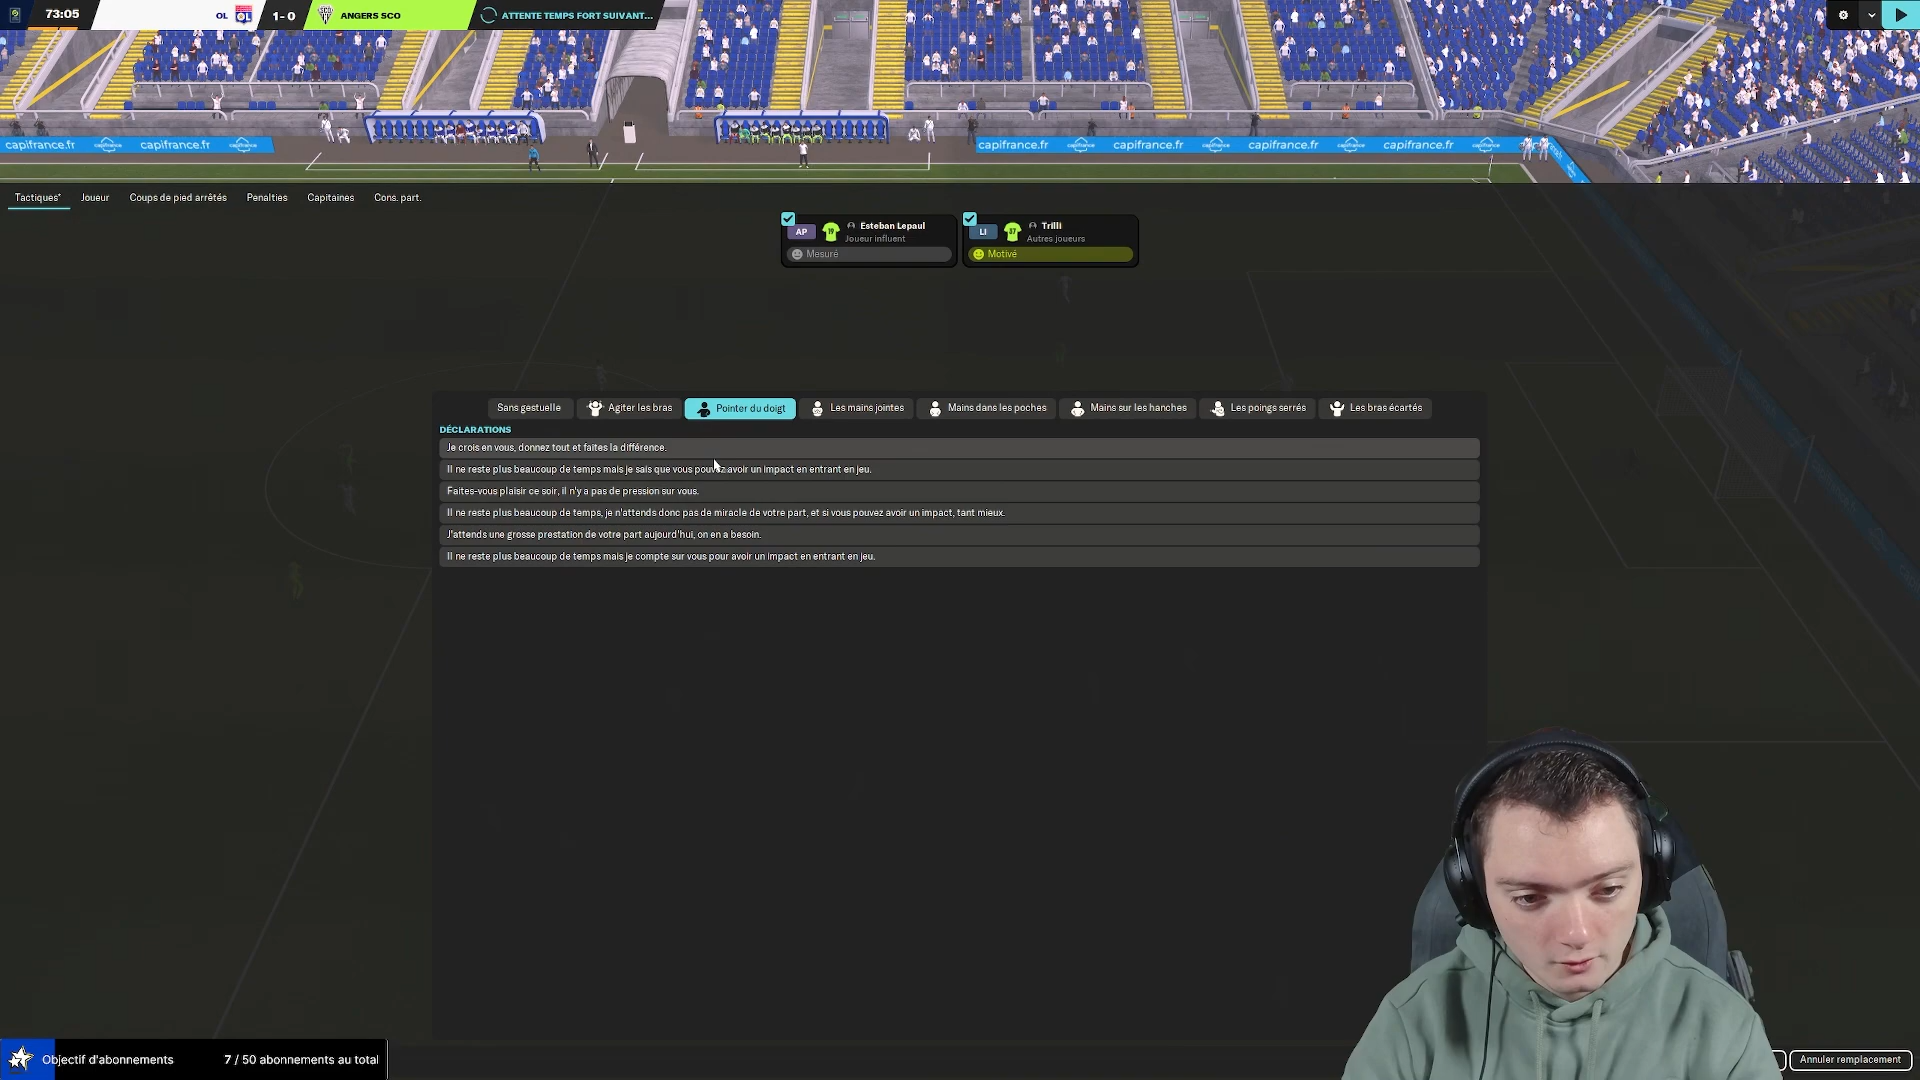 73:05
OL
1 - 0
ANGERS SCO
ATTENTE TEMPS FORT SUIVANT...
capifrance.fr capifrance capifrance.fr capifrance
capifrance.fr capifrance capifrance.fr capifrance capifrance.fr capifrance capifrance.fr capifrance
Tactiques*
Joueur
Coups de pied arrêtés
Penalties
Capitaines
Cons. part.
AP
19
Esteban Lepaul
Joueur influent
Mesuré
LI
Trilli
Autres joueurs
Motivé
Sans gestuelle
Agiter les bras
Pointer du doigt
Les mains jointes
Mains dans les poches
Mains sur les hanches
Les poings serrés
Les bras écartés
DÉCLARATIONS
Je crois en vous, donnez tout et faites la différence.
Il ne reste plus beaucoup de temps mais je sais que vous pouvez avoir un impact en entrant en jeu.
Faites-vous plaisir ce soir, il n'y a pas de pression sur vous.
Il ne reste plus beaucoup de temps, je n'attends donc pas de miracle de votre part, et si vous pouvez avoir un impact, tant mieux.
J'attends une grosse prestation de votre part aujourd'hui, on en a besoin.
Il ne reste plus beaucoup de temps mais je compte sur vous pour avoir un impact en entrant en jeu.
Objectif d'abonnements
7 / 50 abonnements au total
Annuler remplacement